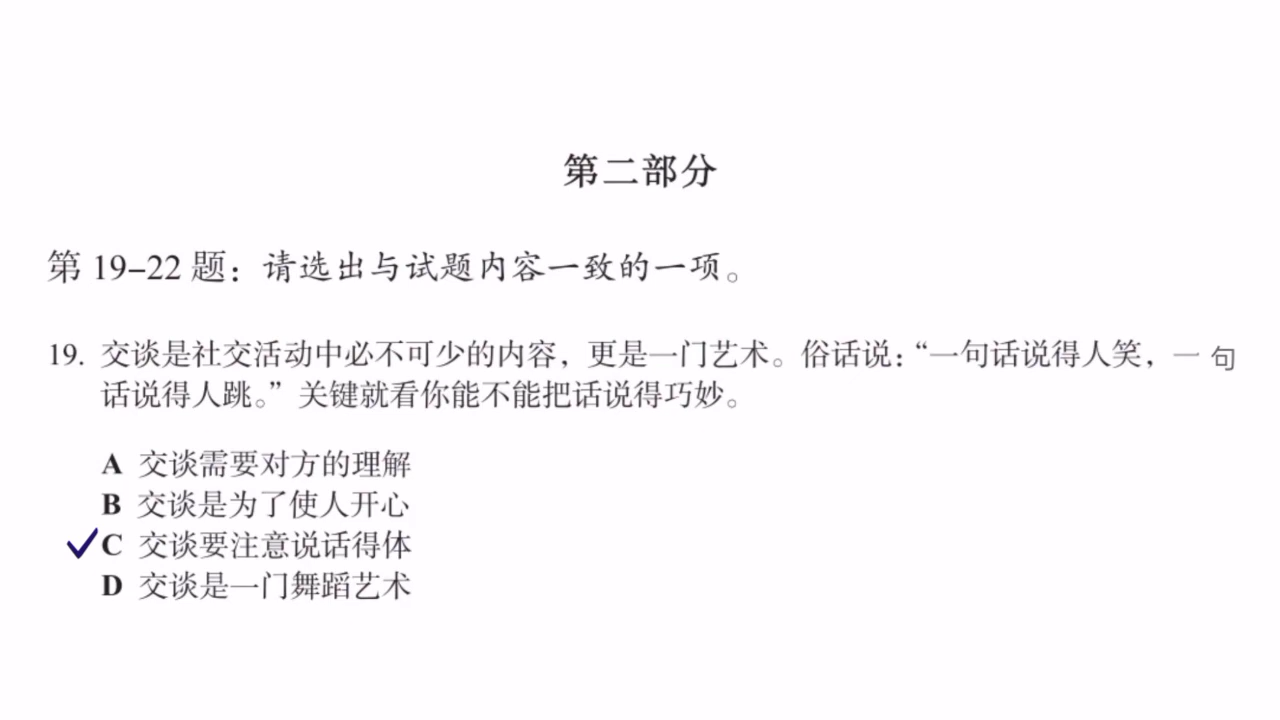 第二部分
第 19–22 题：请选出与试题内容一致的一项。
19. 交谈是社交活动中必不可少的内容，更是一门艺术。俗话说：“一句话说得人笑，一句
话说得人跳。”关键就看你能不能把话说得巧妙。
A 交谈需要对方的理解
B 交谈是为了使人开心
C 交谈要注意说话得体
D 交谈是一门舞蹈艺术